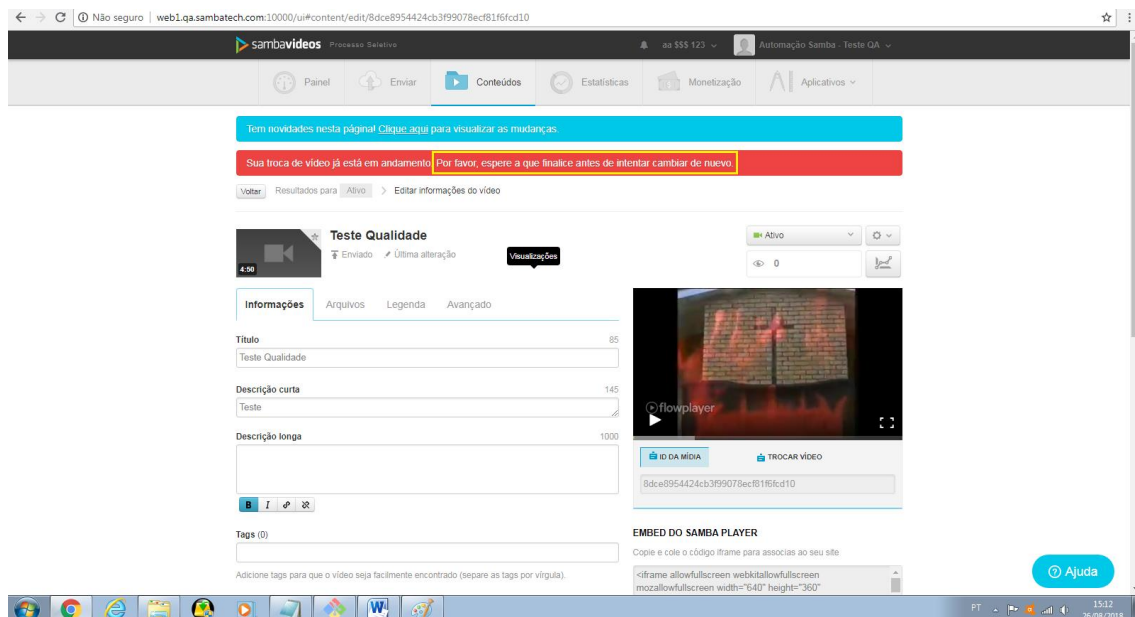 Não seguro | web1.qa.sambatech.com:10000/ui#content/edit/8dce8954424cb3f99078ecf81f6fcd10
sambavideos Processo Seletivo aa $$$ 123 Automação Samba - Teste QA
Painel Enviar Conteúdos Estatísticas Monetização Aplicativos
Tem novidades nesta página! Clique aqui para visualizar as mudanças.
Sua troca de vídeo já está em andamento. Por favor, espere a que finalice antes de intentar cambiar de nuevo.
Voltar Resultados para Ativo > Editar informações do vídeo
Teste Qualidade
Ativo
Enviado Última alteração
Visualizações
0
4:50
Informações Arquivos Legenda Avançado
Título 85
Teste Qualidade
Descrição curta 145
Teste
Descrição longa 1000
B I
Tags (0)
Adicione tags para que o vídeo seja facilmente encontrado (separe as tags por vírgula).
flowplayer
ID DA MÍDIA TROCAR VÍDEO
8dce8954424cb3f99078ecf81f6fcd10
EMBED DO SAMBA PLAYER
Copie e cole o código iframe para associas ao seu site
<iframe allowfullscreen webkitallowfullscreen
mozallowfullscreen width="640" height="360"
Ajuda
PT 15:12
26/08/2018